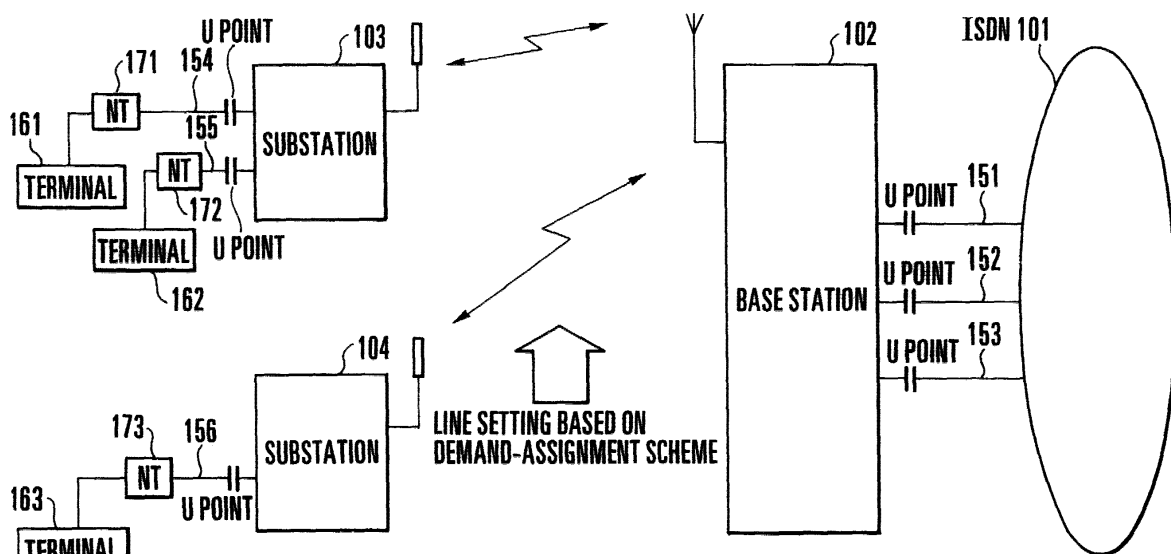 U POINT
103
171
154
NT
161
155
SUBSTATION
TERMINAL
NT
172
U POINT
TERMINAL
162
102
ISDN 101
U POINT
151
U POINT
152
BASE STATION
U POINT
153
104
SUBSTATION
LINE SETTING BASED ON
DEMAND-ASSIGNMENT SCHEME
173
156
NT
U POINT
163
TERMINAL